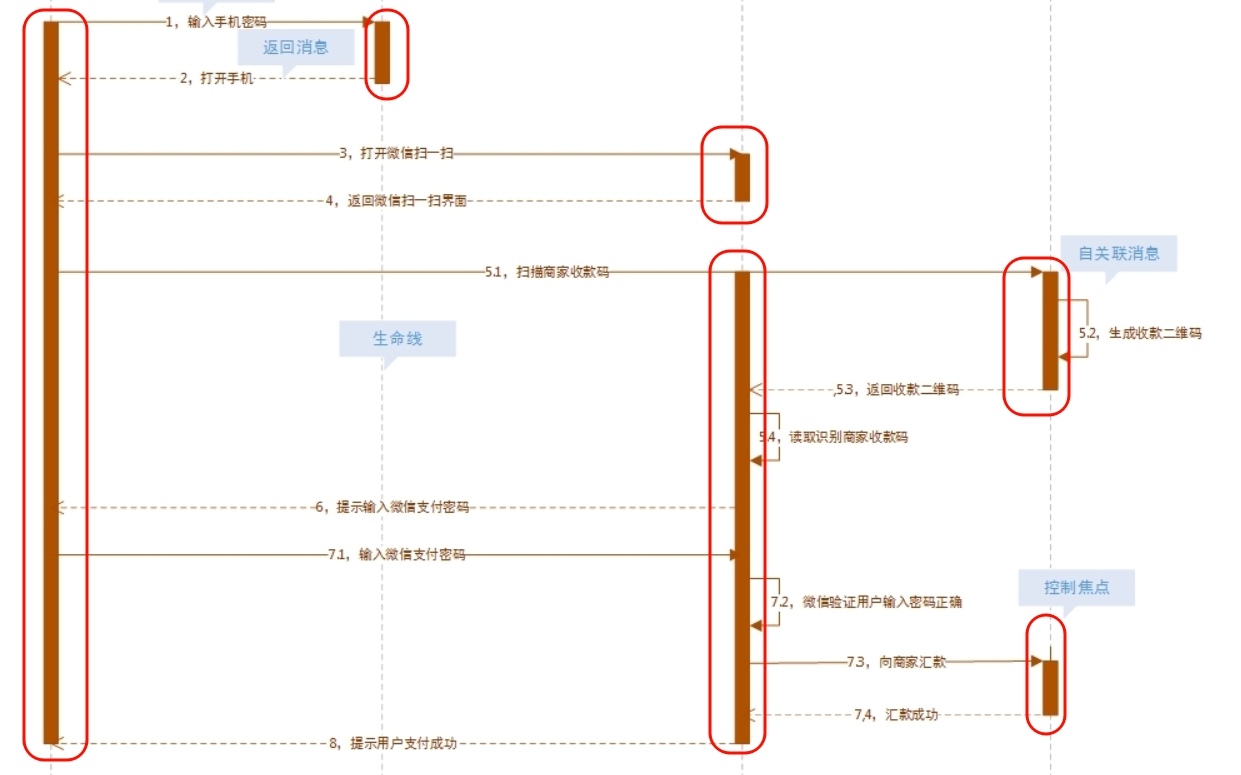 1，输入手机密码
返回消息
2，打开手机
3，打开微信扫一扫
4，返回微信扫一扫界面
自关联消息
5.1，扫描商家收款码
生命线
5.2，生成收款二维码
,5.3，返回收款二维码
5.4，读取识别商家收款码
6，提示输入微信支付密码
7.1，输入微信支付密码
控制焦点
7.2，微信验证用户输入密码正确
7.3，向商家汇款
7,4，汇款成功
8，提示用户支付成功